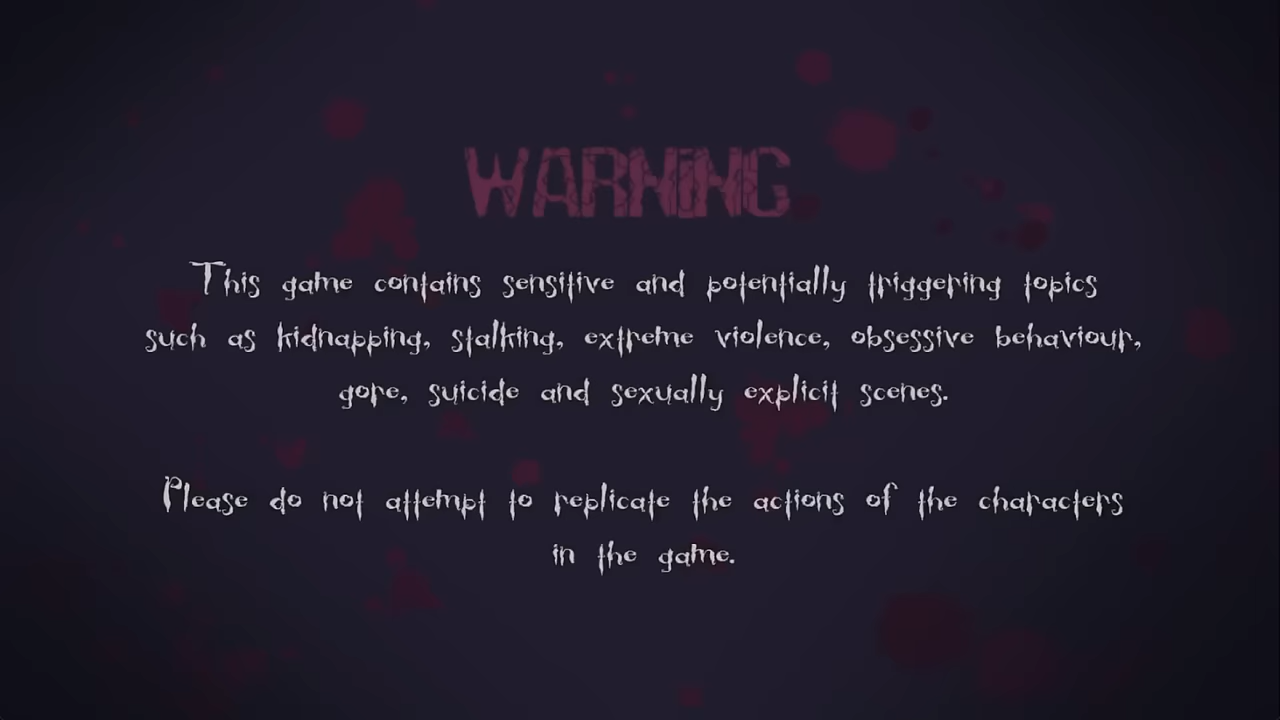 WARNING
This game contains sensitive and potentially triggering topics
such as kidnapping, stalking, extreme violence, obsessive behaviour,
gore, suicide and sexually explicit scenes.
Please do not attempt to replicate the actions of the characters
in the game.